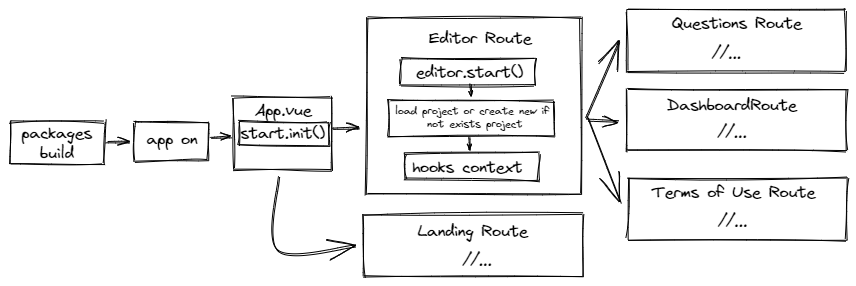 packages
build
app on
App.vue
start.init()
Editor Route
editor.start()
load project or create new if
not exists project
hooks context
Landing Route
//...
Questions Route
//...
DashboardRoute
//...
Terms of Use Route
//...